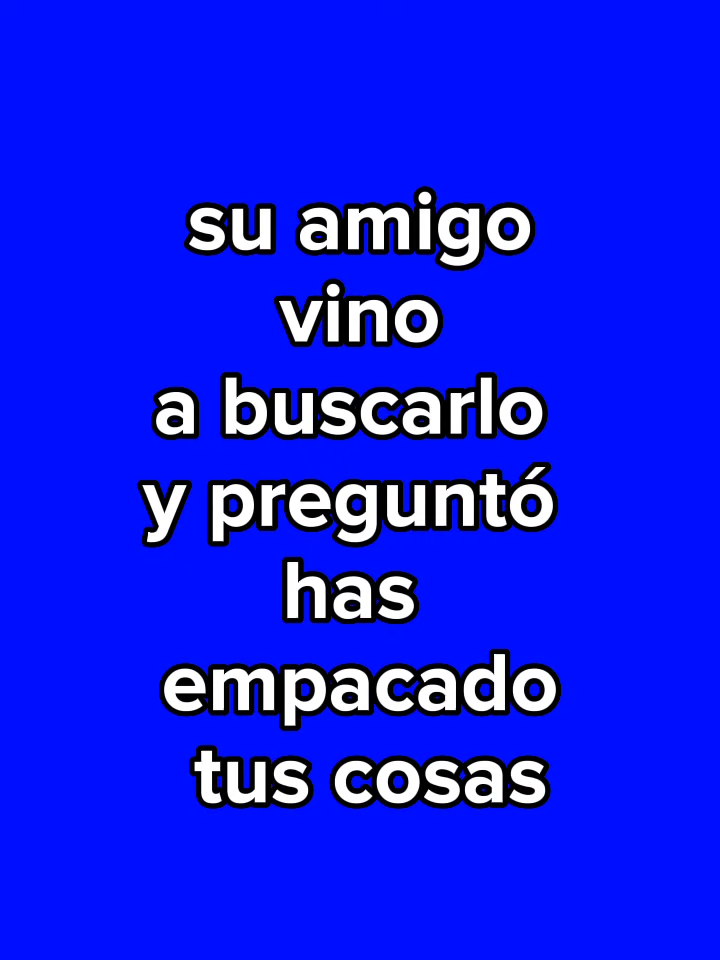 su amigo
vino
a buscarlo
y preguntó
has
empacado
tus cosas